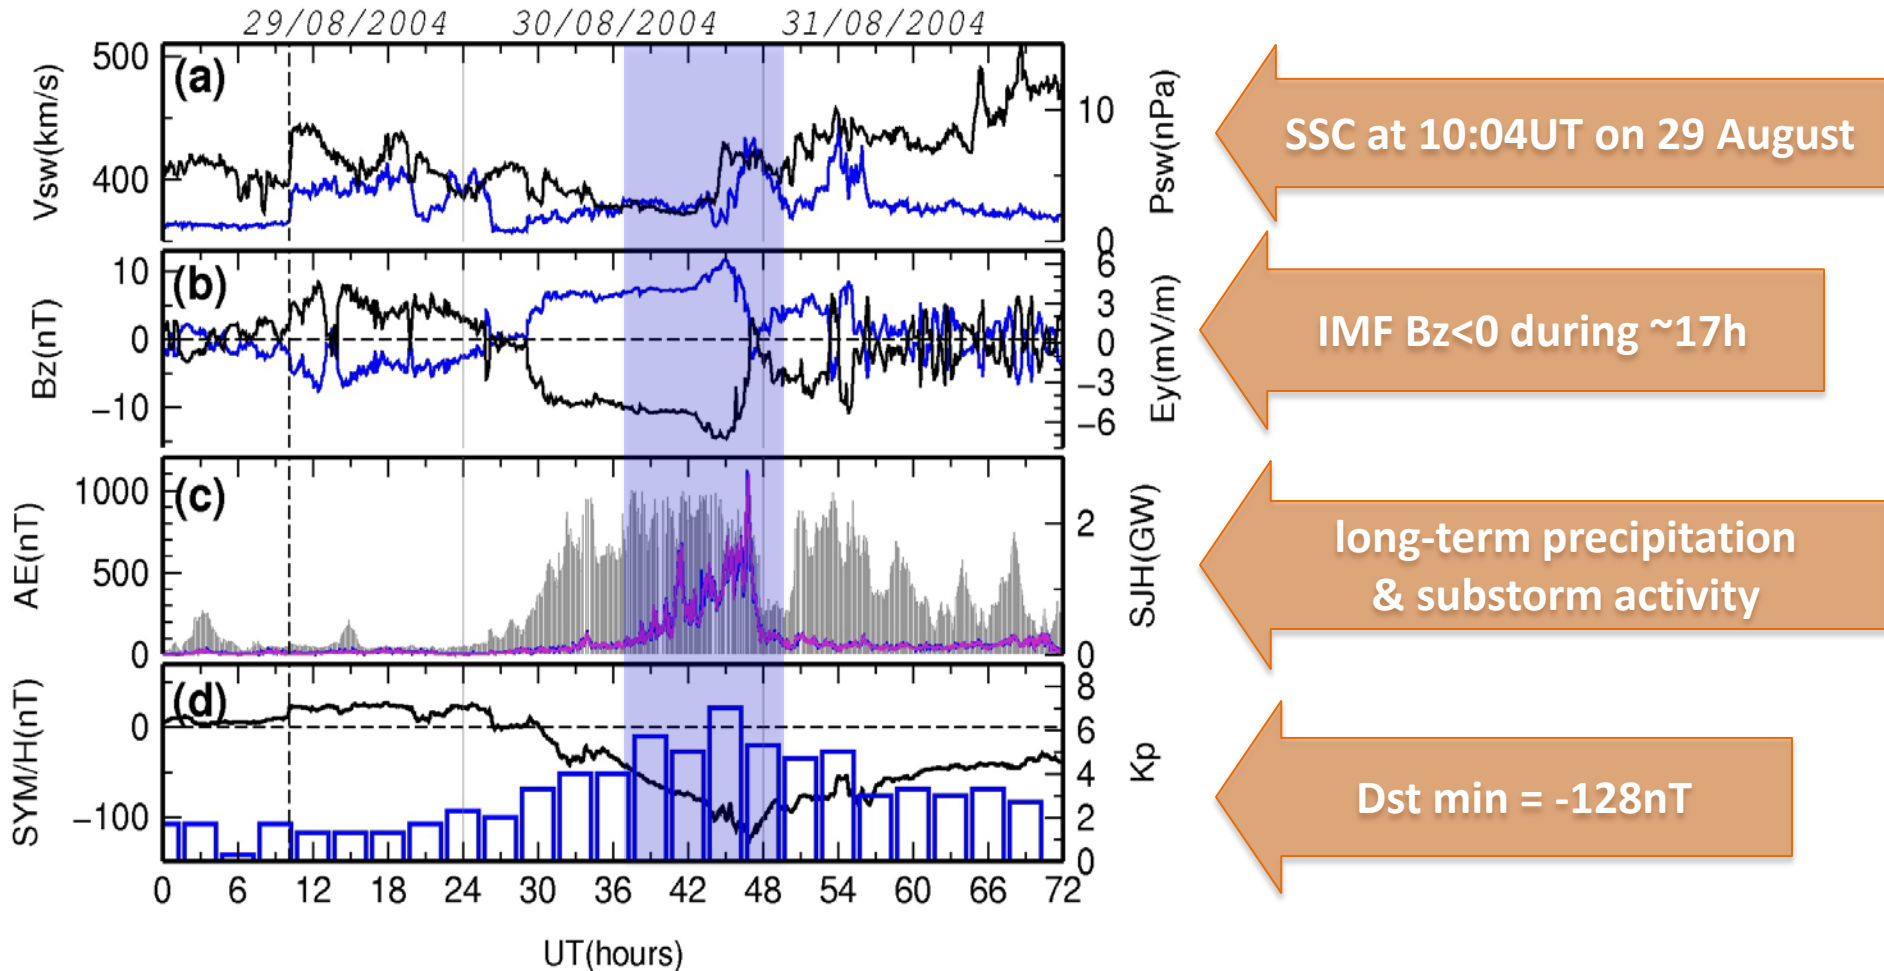 29/08/2004 30/08/2004 31/08/2004
(a)
500
400
Vsw(km/s)
10
0
Psw(nPa)
SSC at 10:04UT on 29 August
(b)
10
0
−10
Bz(nT)
6
3
0
−3
−6
Ey(mV/m)
IMF Bz<0 during ~17h
(c)
1000
500
0
AE(nT)
2
0
SJH(GW)
long-term precipitation
& substorm activity
(d)
0
−100
SYM/H(nT)
8
6
4
2
0
Kp
Dst min = -128nT
0 6 12 18 24 30 36 42 48 54 60 66 72
UT(hours)